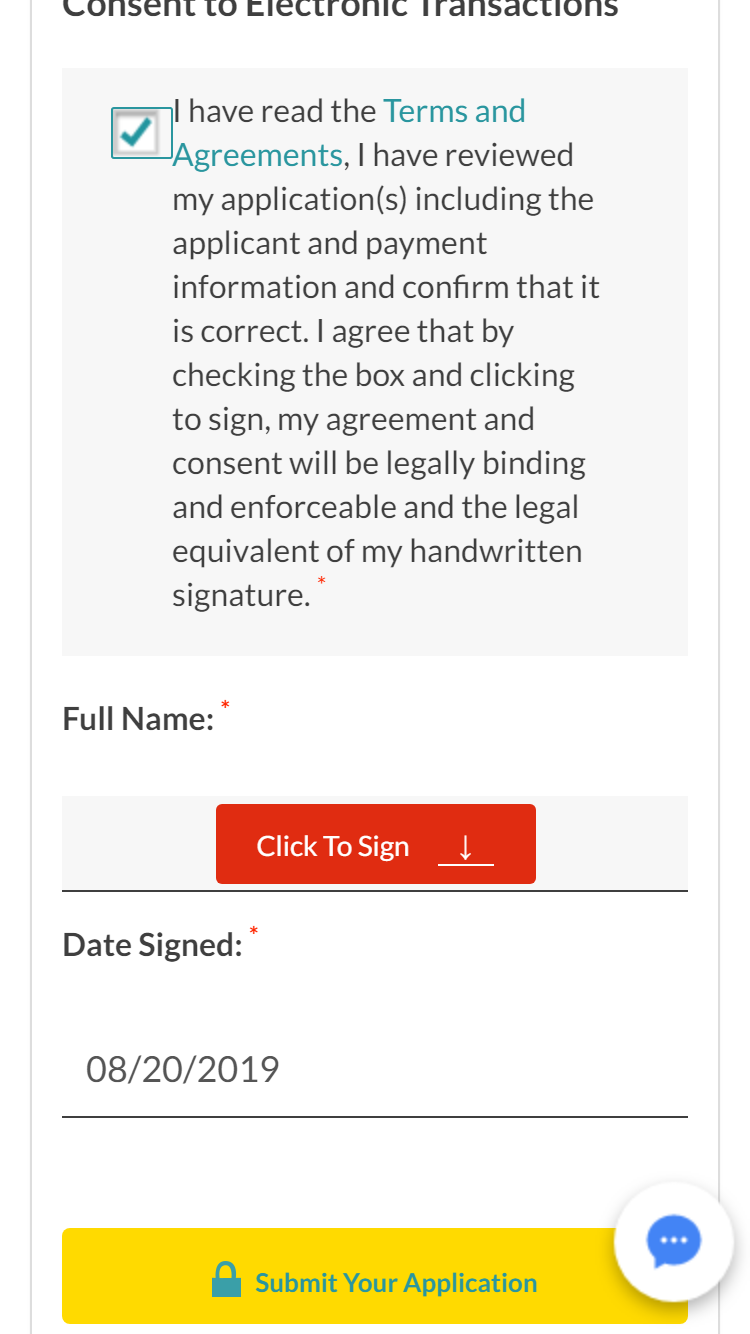 Consent to Electronic Transactions
I have read the Terms and
Agreements, I have reviewed
my application(s) including the
applicant and payment
information and confirm that it
is correct. I agree that by
checking the box and clicking
to sign, my agreement and
consent will be legally binding
and enforceable and the legal
equivalent of my handwritten
signature. *
Full Name: *
Click To Sign ↓
Date Signed: *
08/20/2019
Submit Your Application